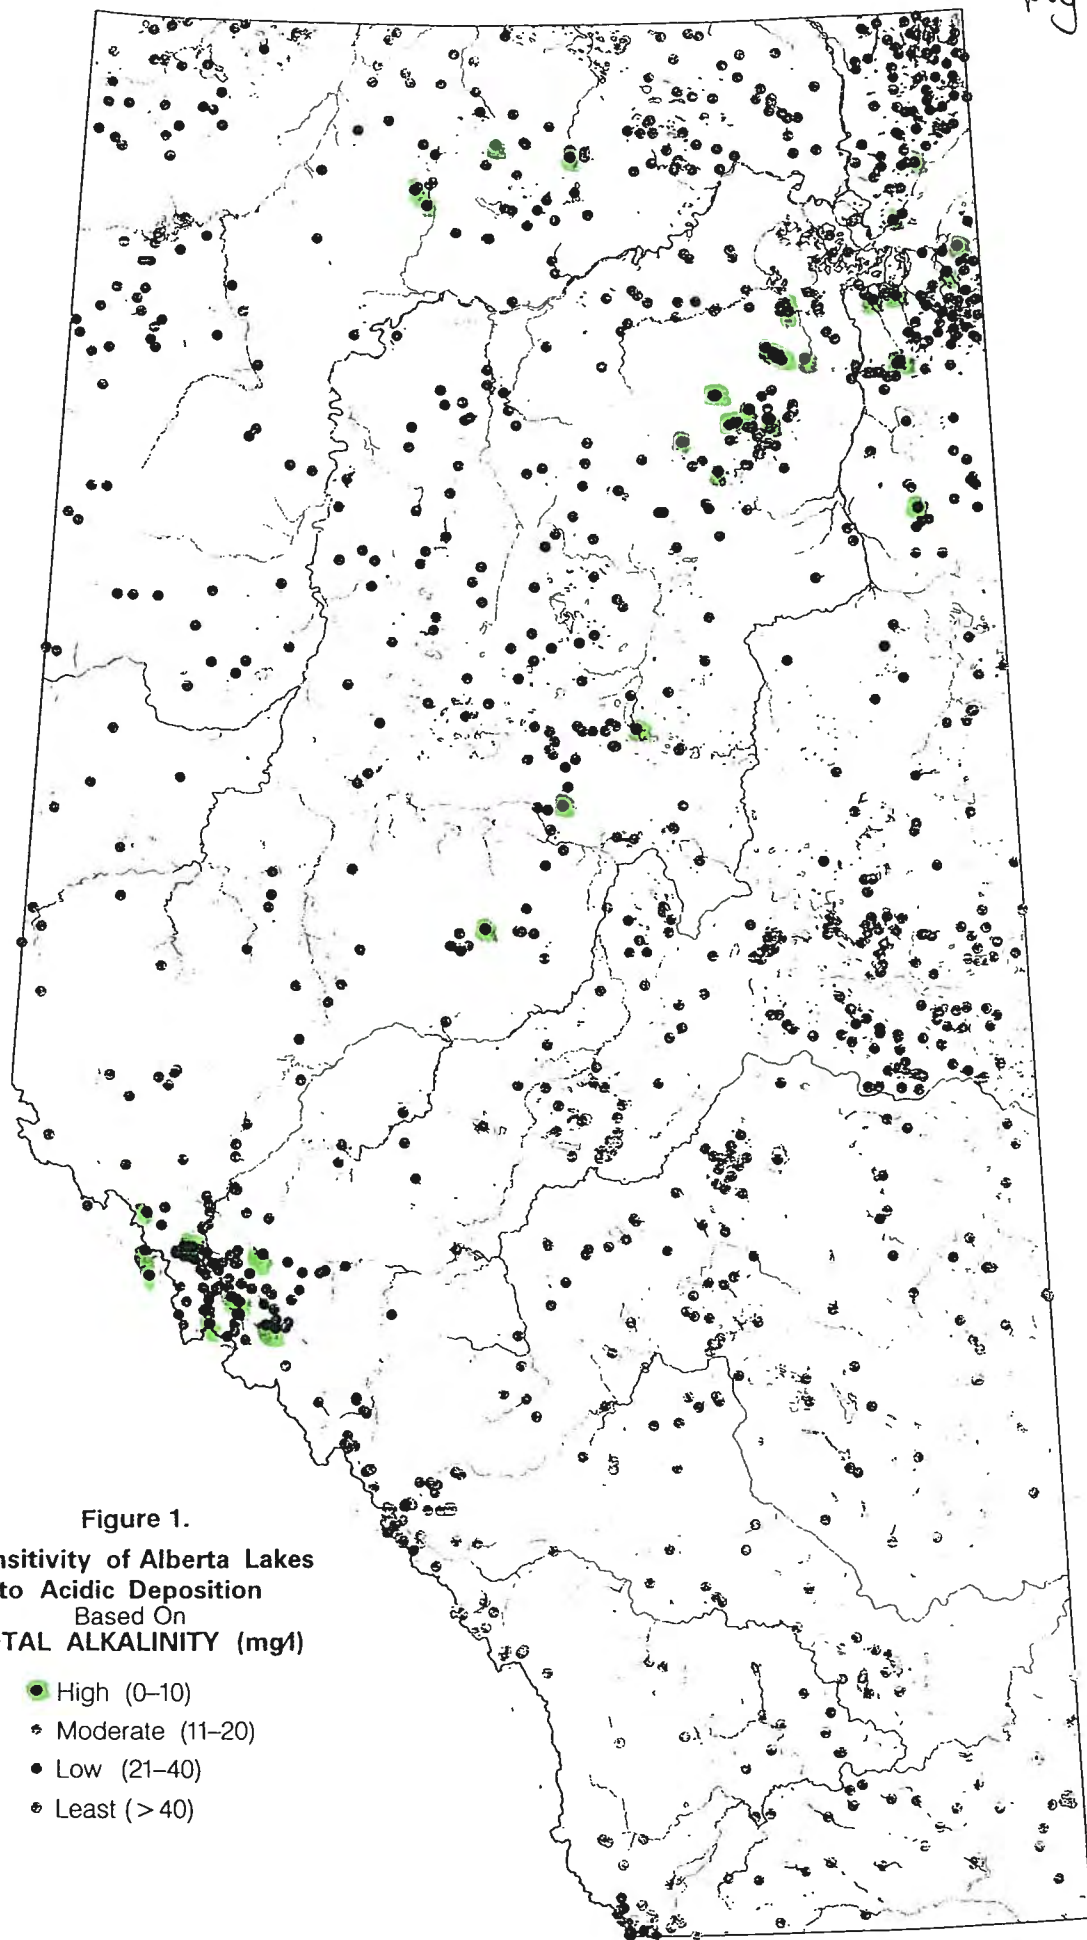 Figure 1.
nsitivity of Alberta Lakes
to Acidic Deposition
Based On
TAL ALKALINITY (mg/l)
High (0–10)
Moderate (11–20)
Low (21–40)
Least (>40)